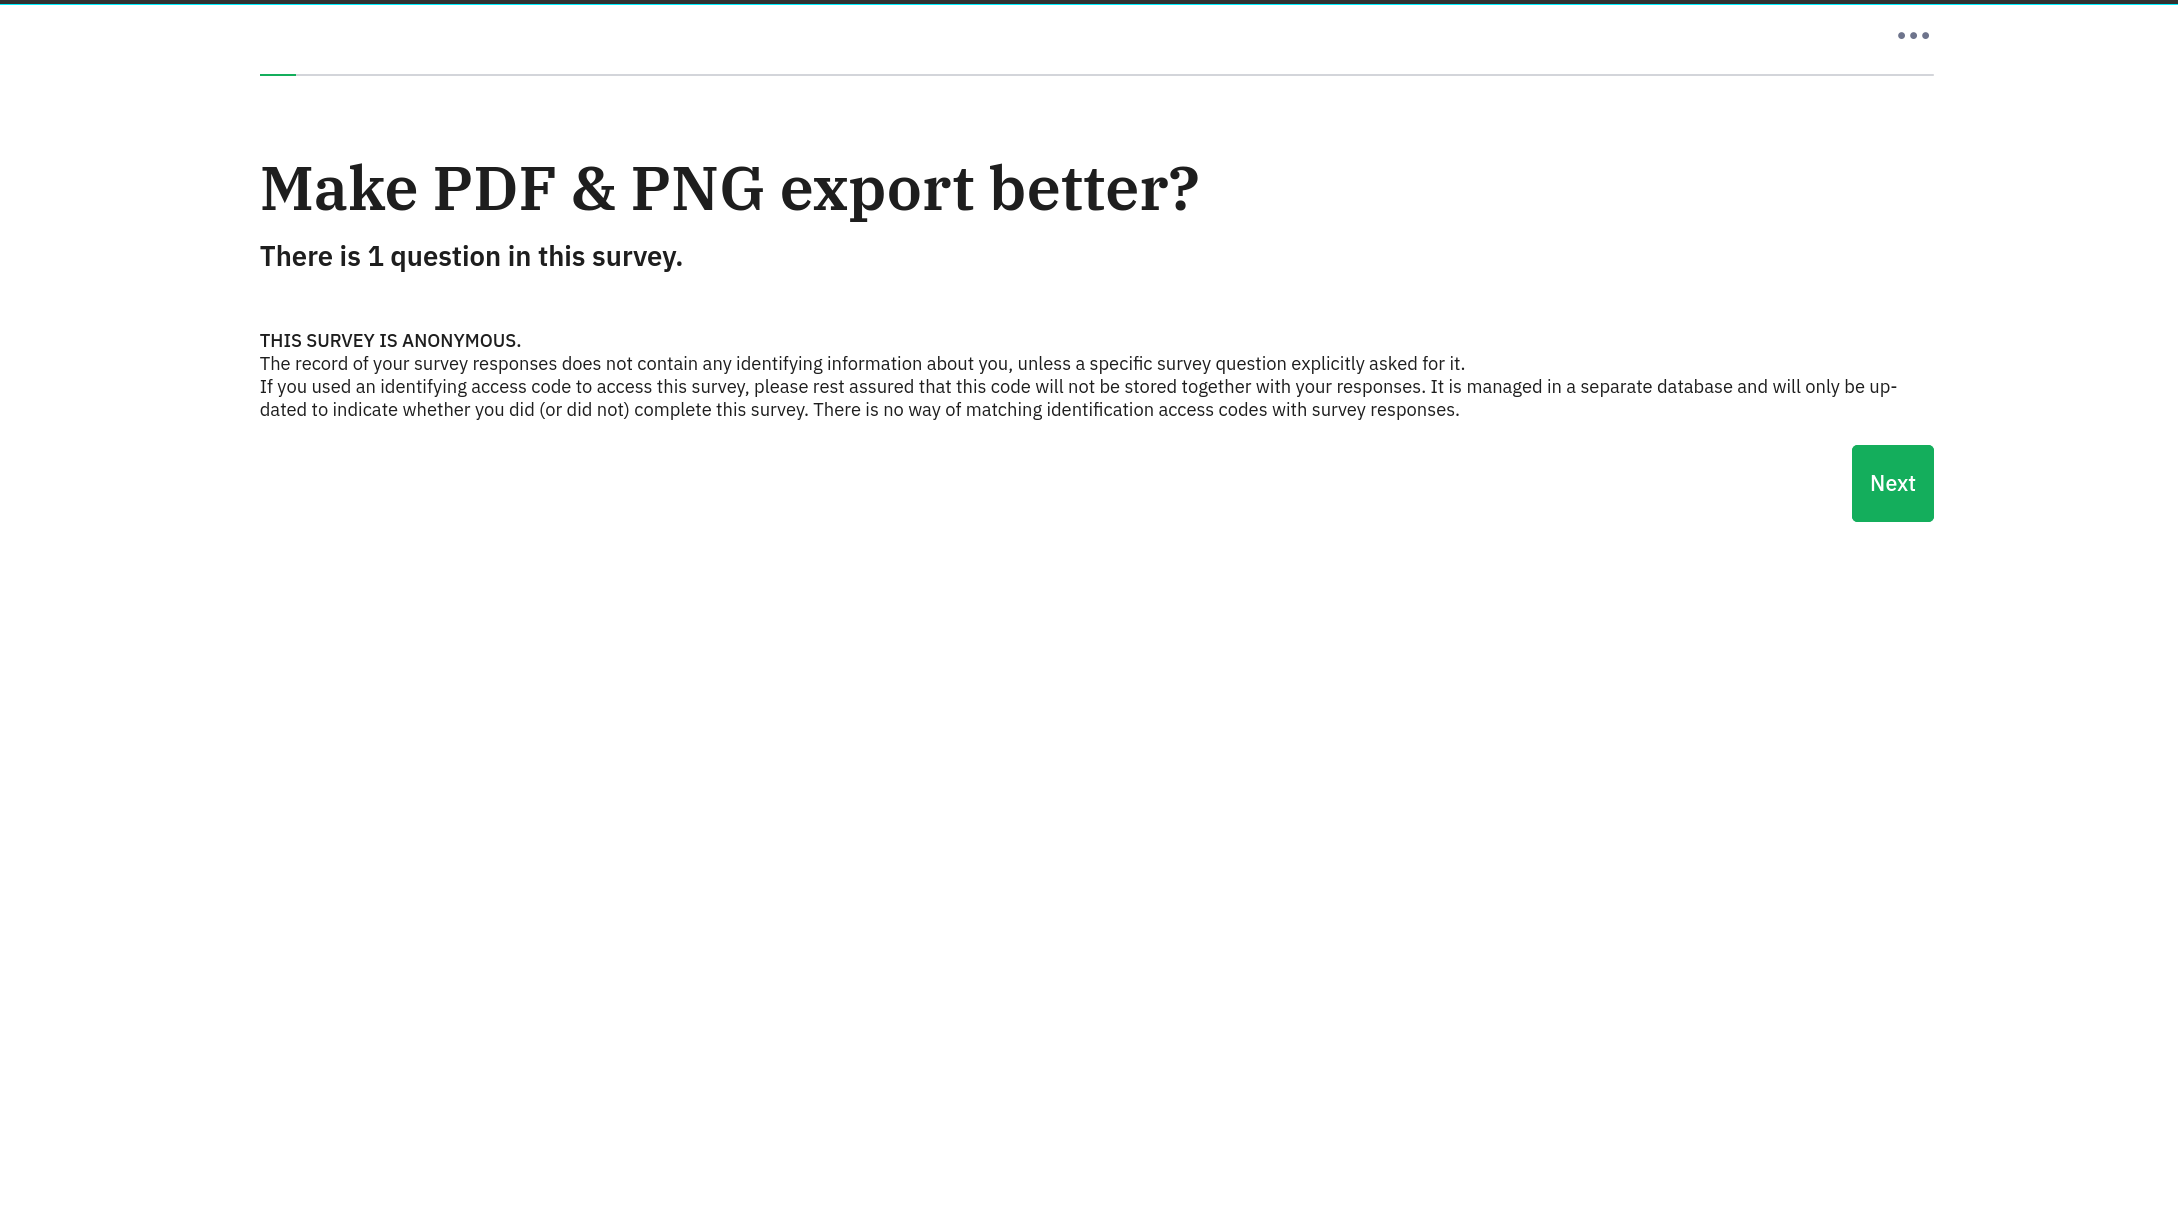 Make PDF & PNG export better?
There is 1 question in this survey.
THIS SURVEY IS ANONYMOUS.
The record of your survey responses does not contain any identifying information about you, unless a specific survey question explicitly asked for it.
If you used an identifying access code to access this survey, please rest assured that this code will not be stored together with your responses. It is managed in a separate database and will only be up-
dated to indicate whether you did (or did not) complete this survey. There is no way of matching identification access codes with survey responses.
Next